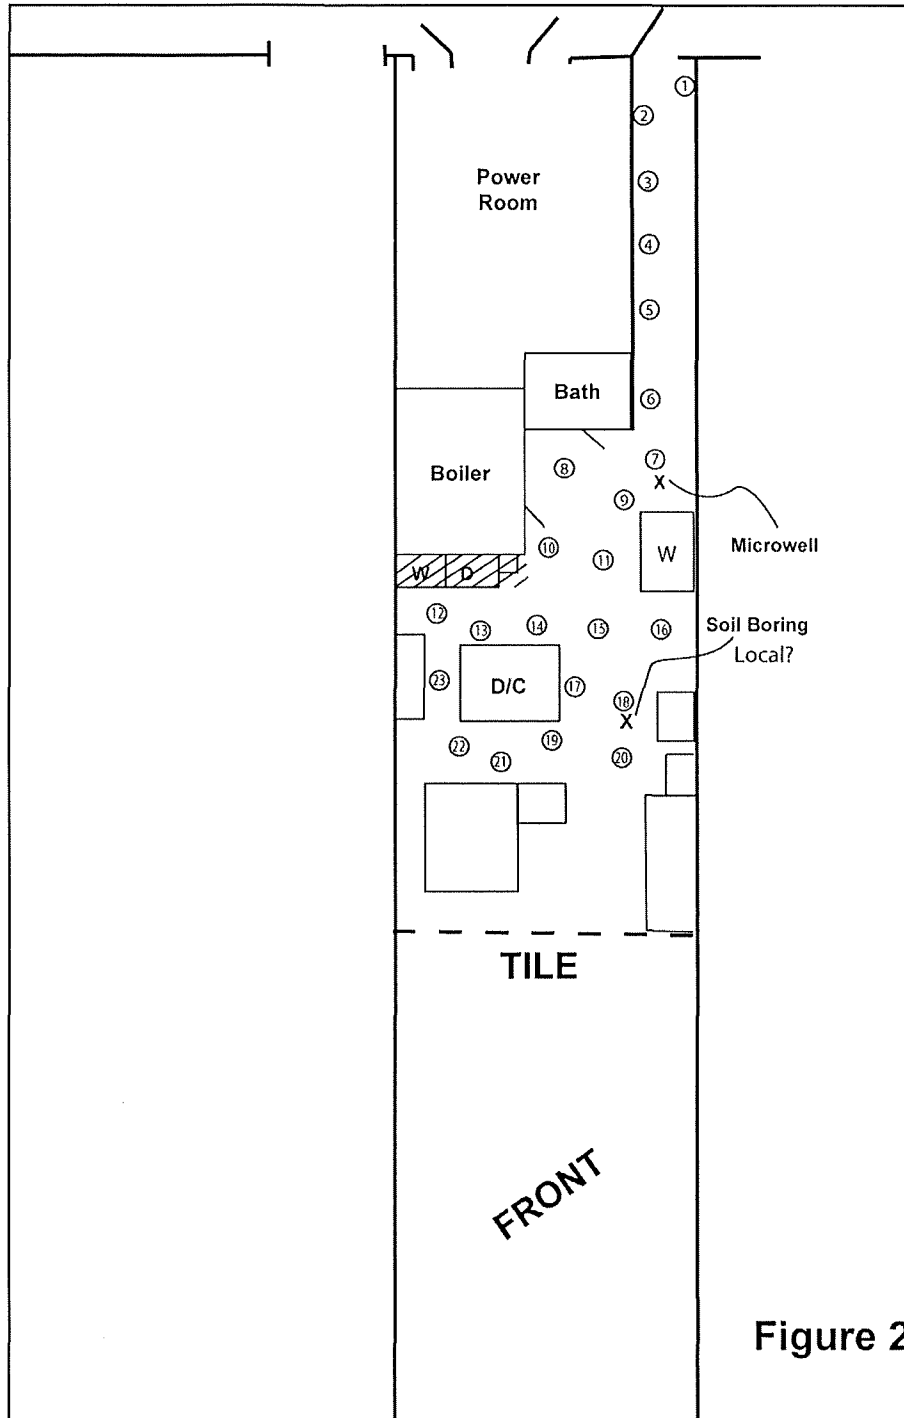 1
2
Power
Room
3
4
5
Bath
6
Boiler
7
8
X
9
Microwell
10
11
W
W
D
12
13
14
15
16
Soil Boring
Local?
23
D/C
17
18
X
22
19
20
21
TILE
FRONT
Figure 2